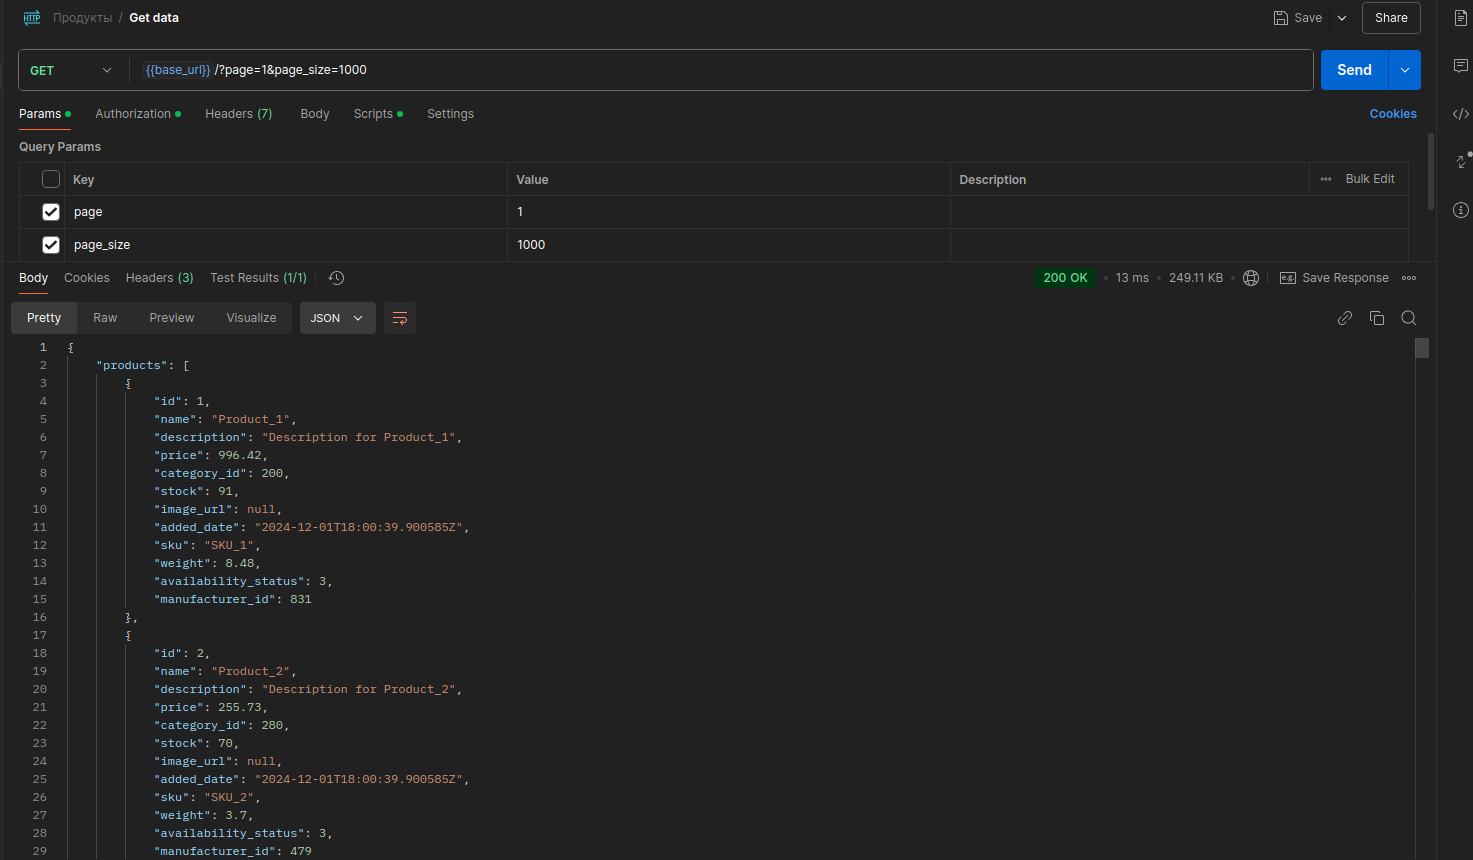 HTTP Продукты / Get data Save Share
GET {{base_url}} /?page=1&page_size=1000 Send
Params Authorization Headers (7) Body Scripts Settings Cookies
Query Params
Key Value Description Bulk Edit
page 1
page_size 1000
Body Cookies Headers (3) Test Results (1/1) 200 OK 13 ms 249.11 KB e.g. Save Response
Pretty Raw Preview Visualize JSON
1 {
2 "products": [
3 {
4 "id": 1,
5 "name": "Product_1",
6 "description": "Description for Product_1",
7 "price": 996.42,
8 "category_id": 200,
9 "stock": 91,
10 "image_url": null,
11 "added_date": "2024-12-01T18:00:39.900585Z",
12 "sku": "SKU_1",
13 "weight": 8.48,
14 "availability_status": 3,
15 "manufacturer_id": 831
16 },
17 {
18 "id": 2,
19 "name": "Product_2",
20 "description": "Description for Product_2",
21 "price": 255.73,
22 "category_id": 280,
23 "stock": 70,
24 "image_url": null,
25 "added_date": "2024-12-01T18:00:39.900585Z",
26 "sku": "SKU_2",
27 "weight": 3.7,
28 "availability_status": 3,
29 "manufacturer_id": 479